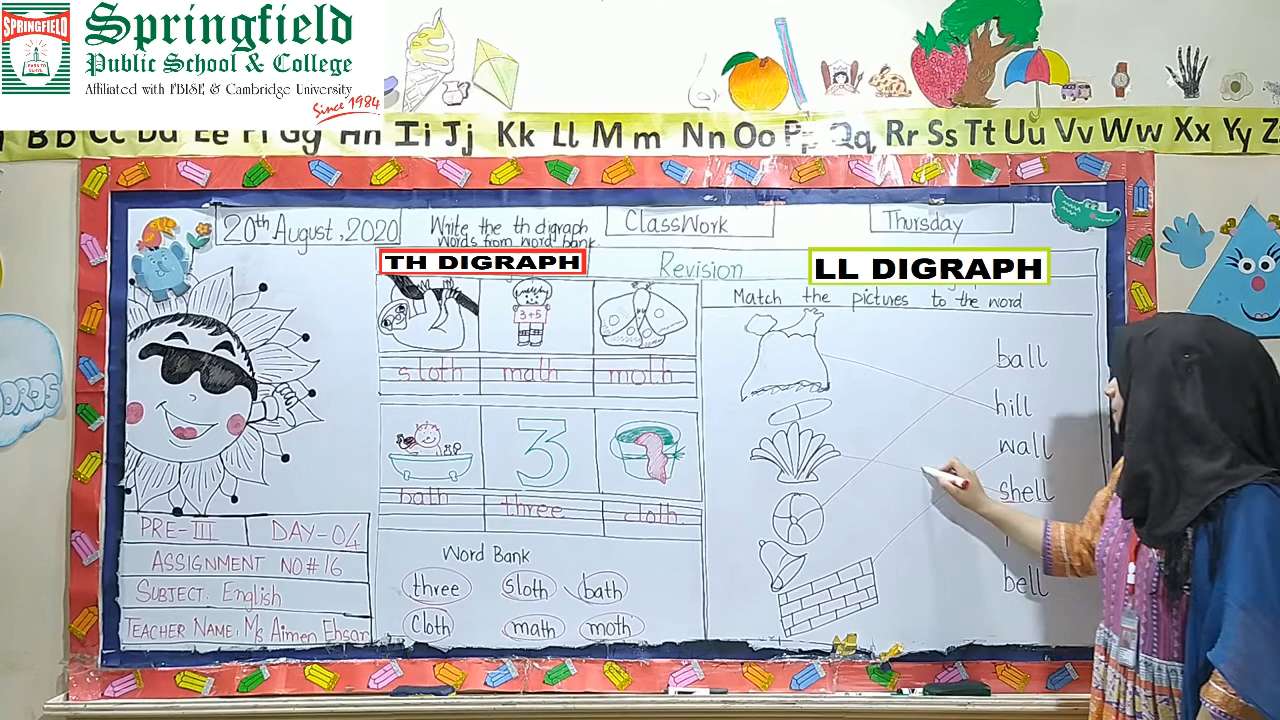 SPRINGFIELD
LEARN TO SERVE
Springfield
Public School & College
Affiliated with FBISE & Cambridge University
Since 1984
Bb Cc Dd Ee Ff Gg Hh Ii Jj Kk Ll Mm Nn Oo Pp Qq Rr Ss Tt Uu Vv Ww Xx Yy Z
20th August, 2020
Write the th digraph
words from word bank
ClassWork
Thursday
TH DIGRAPH
Revision
LL DIGRAPH
Match the pictures to the word
3+5
sloth math moth
3
bath three cloth
Word Bank
three sloth bath
cloth math moth
ball
hill
wall
shell
bell
PRE-III DAY-04
ASSIGNMENT NO# 16
SUBJECT: English
TEACHER NAME: Ms Aimen Ehsan
ORDS